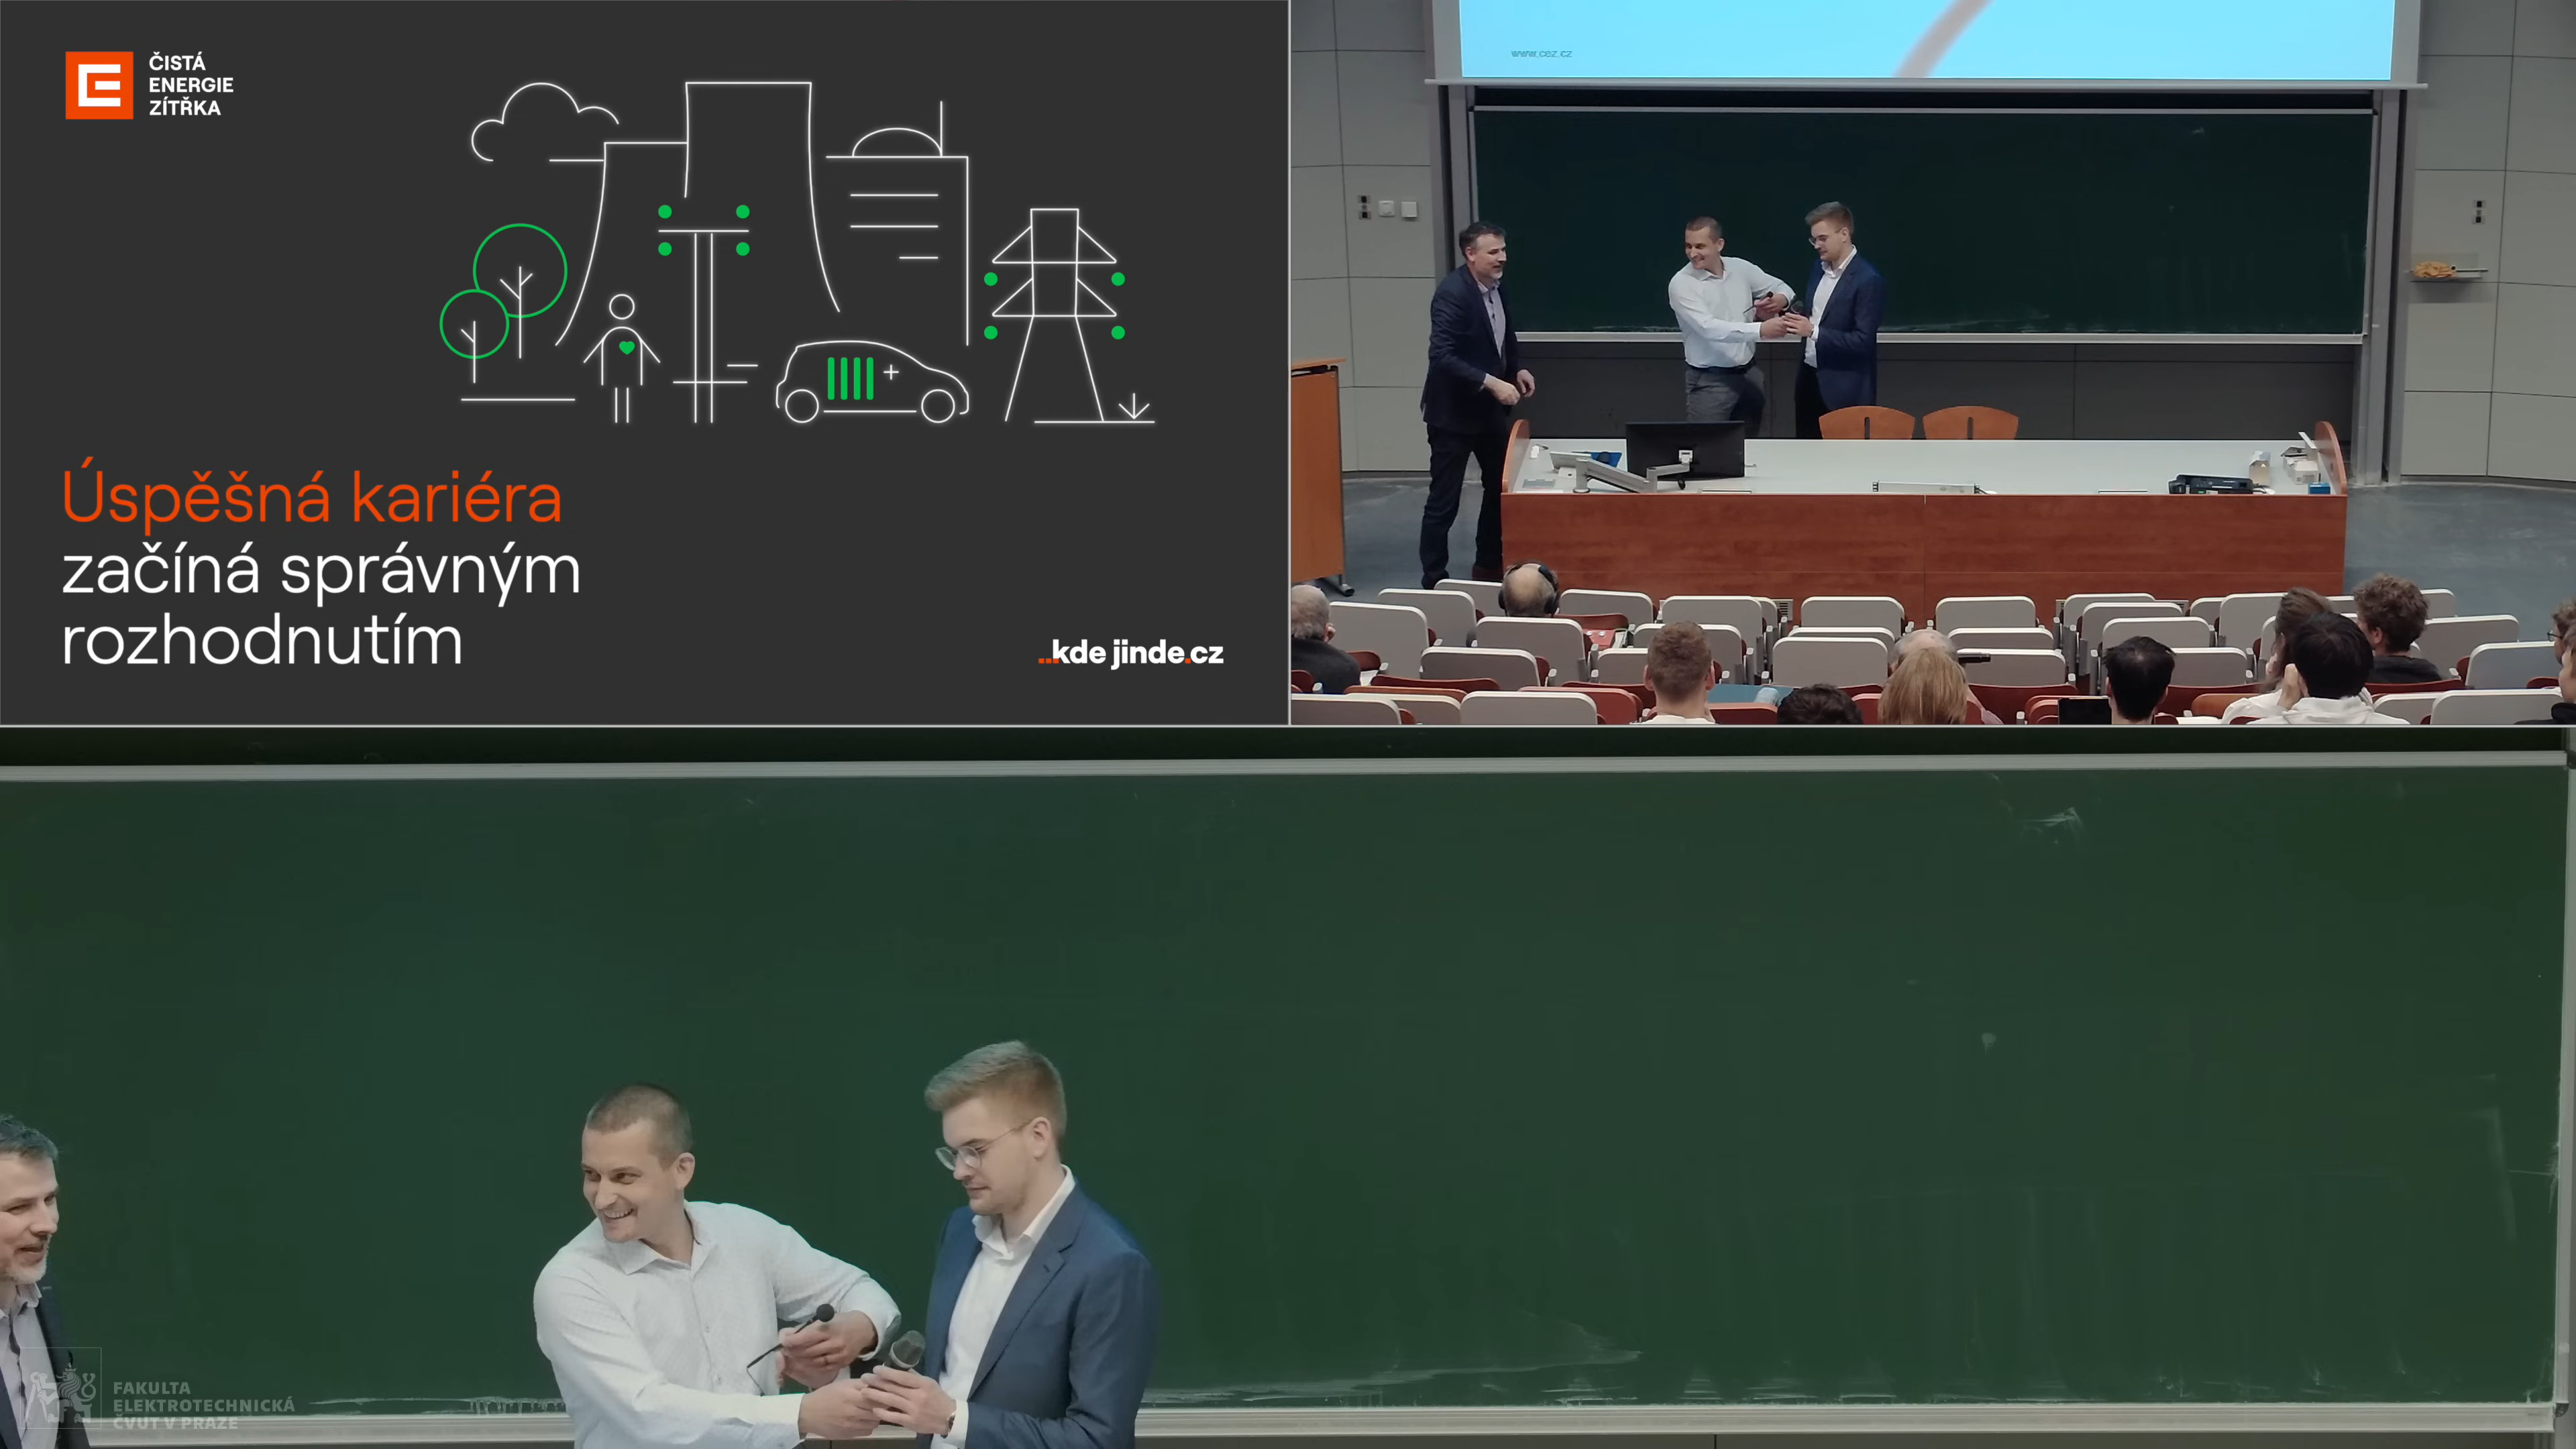 ČISTÁ
ENERGIE
ZÍTŘKA
Úspěšná kariéra
začíná správným
rozhodnutím
..kde jinde.cz
www.cez.cz
FAKULTA
ELEKTROTECHNICKÁ
ČVUT V PRAZE